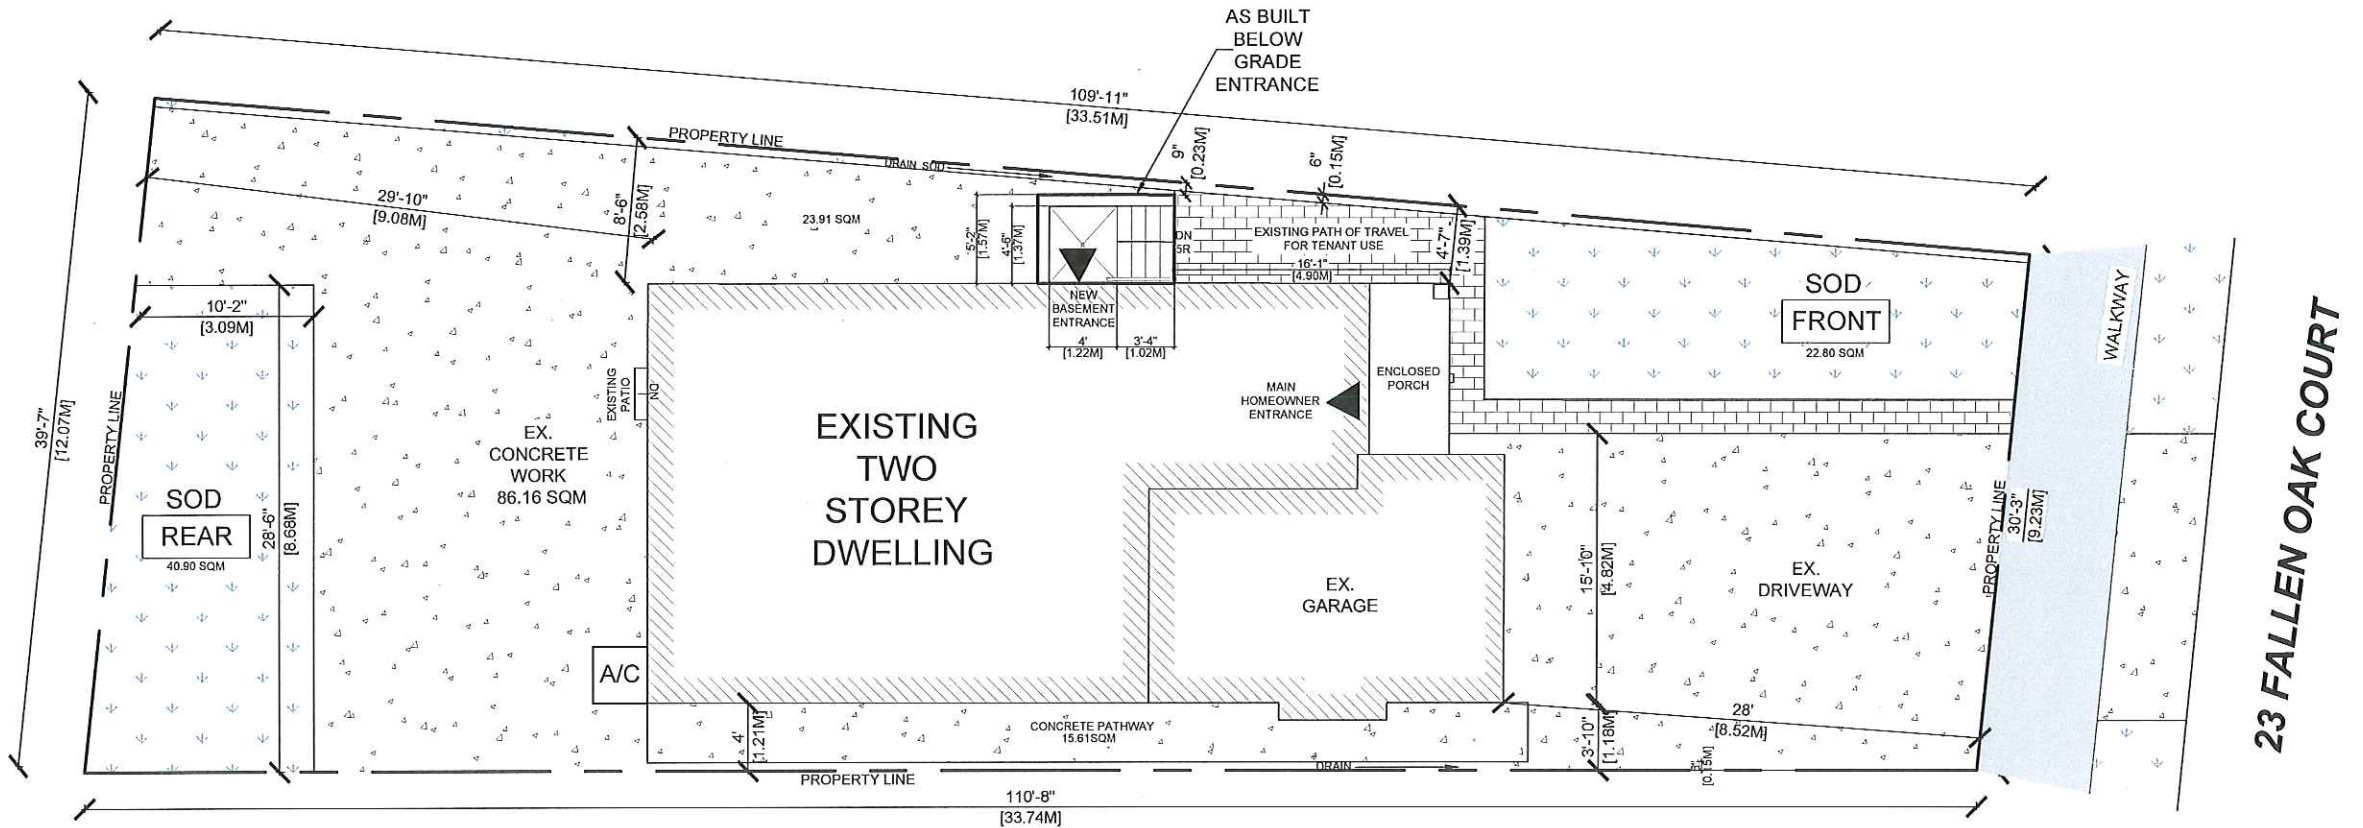 AS BUILT
BELOW
GRADE
ENTRANCE
109'-11"
[33.51M]
PROPERTY LINE
DRAIN SOD
9"
[0.23M]
6"
[0.15M]
29'-10"
[9.08M]
8'-6"
[2.58M]
23.91 SQM
5'-2"
[1.57M]
4'-6"
[1.37M]
DN
5R
EXISTING PATH OF TRAVEL
FOR TENANT USE
16'-1"
[4.90M]
4'-7"
[1.39M]
SOD
FRONT
22.80 SQM
WALKWAY
23 FALLEN OAK COURT
10'-2"
[3.09M]
NEW
BASEMENT
ENTRANCE
4'
[1.22M]
3'-4"
[1.02M]
EXISTING
PATIO
DN
MAIN
HOMEOWNER
ENTRANCE
ENCLOSED
PORCH
39'-7"
[12.07M]
PROPERTY LINE
SOD
REAR
40.90 SQM
28'-6"
[8.68M]
EX.
CONCRETE
WORK
86.16 SQM
EXISTING
TWO
STOREY
DWELLING
EX.
GARAGE
15'-10"
[4.82M]
EX.
DRIVEWAY
PROPERTY LINE
30'-3"
[9.23M]
A/C
4'
[1.21M]
CONCRETE PATHWAY
15.61SQM
28'
[8.52M]
3'-10"
[1.18M]
[0.15M]
DRAIN
PROPERTY LINE
110'-8"
[33.74M]